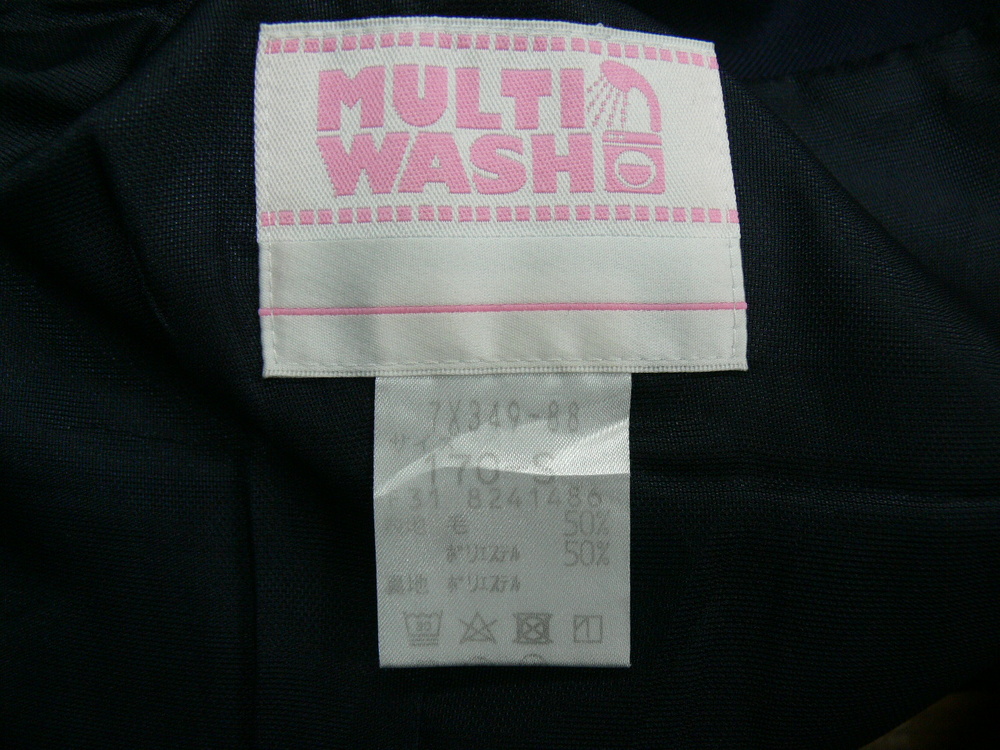 MULTI
WASH
7X349-88
サイズ
170 S
31 8241486
表地 毛 50%
ポリエステル 50%
裏地 ポリエステル